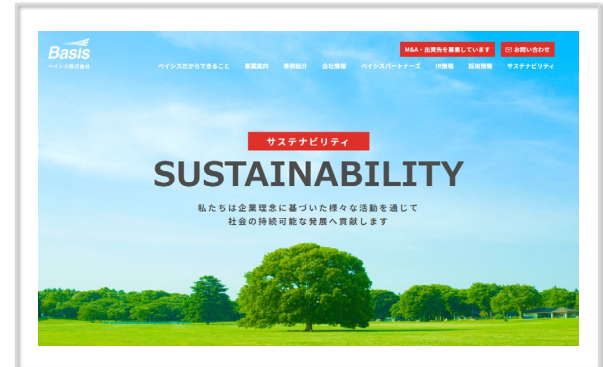 Basis
ベイシス株式会社
M&A・出資先を募集しています
お問い合わせ
ベイシスだからできること 事業案内 事例紹介 会社情報 ベイシスパートナーズ IR情報 採用情報 サステナビリティ
サステナビリティ
SUSTAINABILITY
私たちは企業理念に基づいた様々な活動を通じて
社会の持続可能な発展へ貢献します